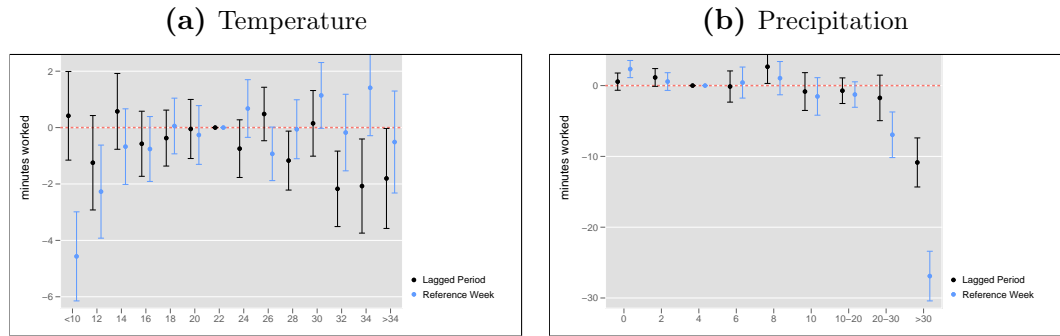 (a) Temperature
(b) Precipitation
minutes worked
2
0
−2
−4
−6
<10 12 14 16 18 20 22 24 26 28 30 32 34 >34
Lagged Period
Reference Week
minutes worked
0
−10
−20
−30
0 2 4 6 8 10 10−20 20−30 >30
Lagged Period
Reference Week